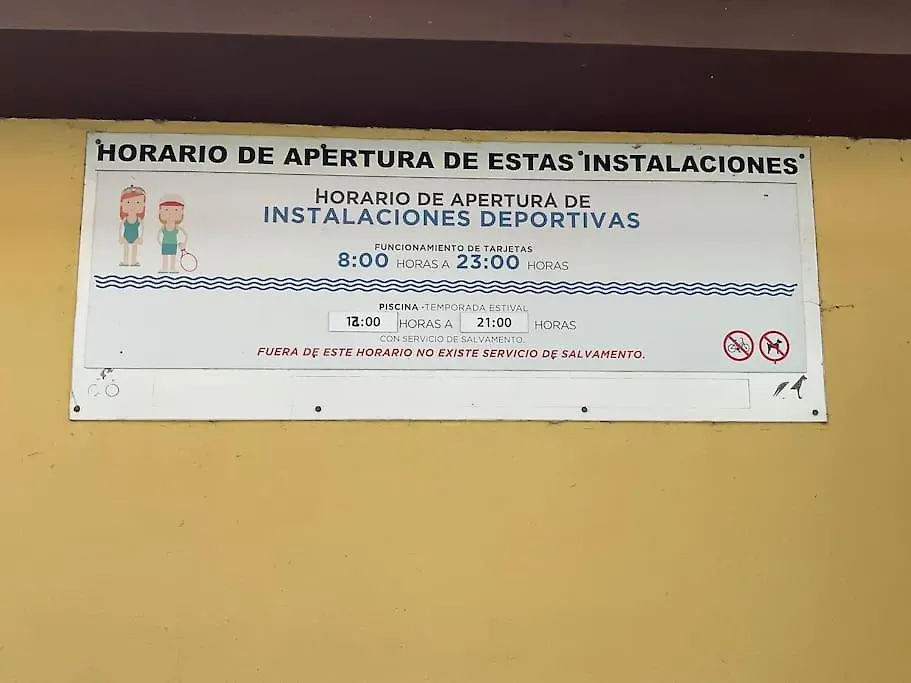 HORARIO DE APERTURA DE ESTAS INSTALACIONES
HORARIO DE APERTURA DE
INSTALACIONES DEPORTIVAS
FUNCIONAMIENTO DE TARJETAS
8:00 HORAS A 23:00 HORAS
PISCINA - TEMPORADA ESTIVAL
HORAS A 21:00 HORAS
CON SERVICIO DE SALVAMENTO.
FUERA DE ESTE HORARIO NO EXISTE SERVICIO DE SALVAMENTO.